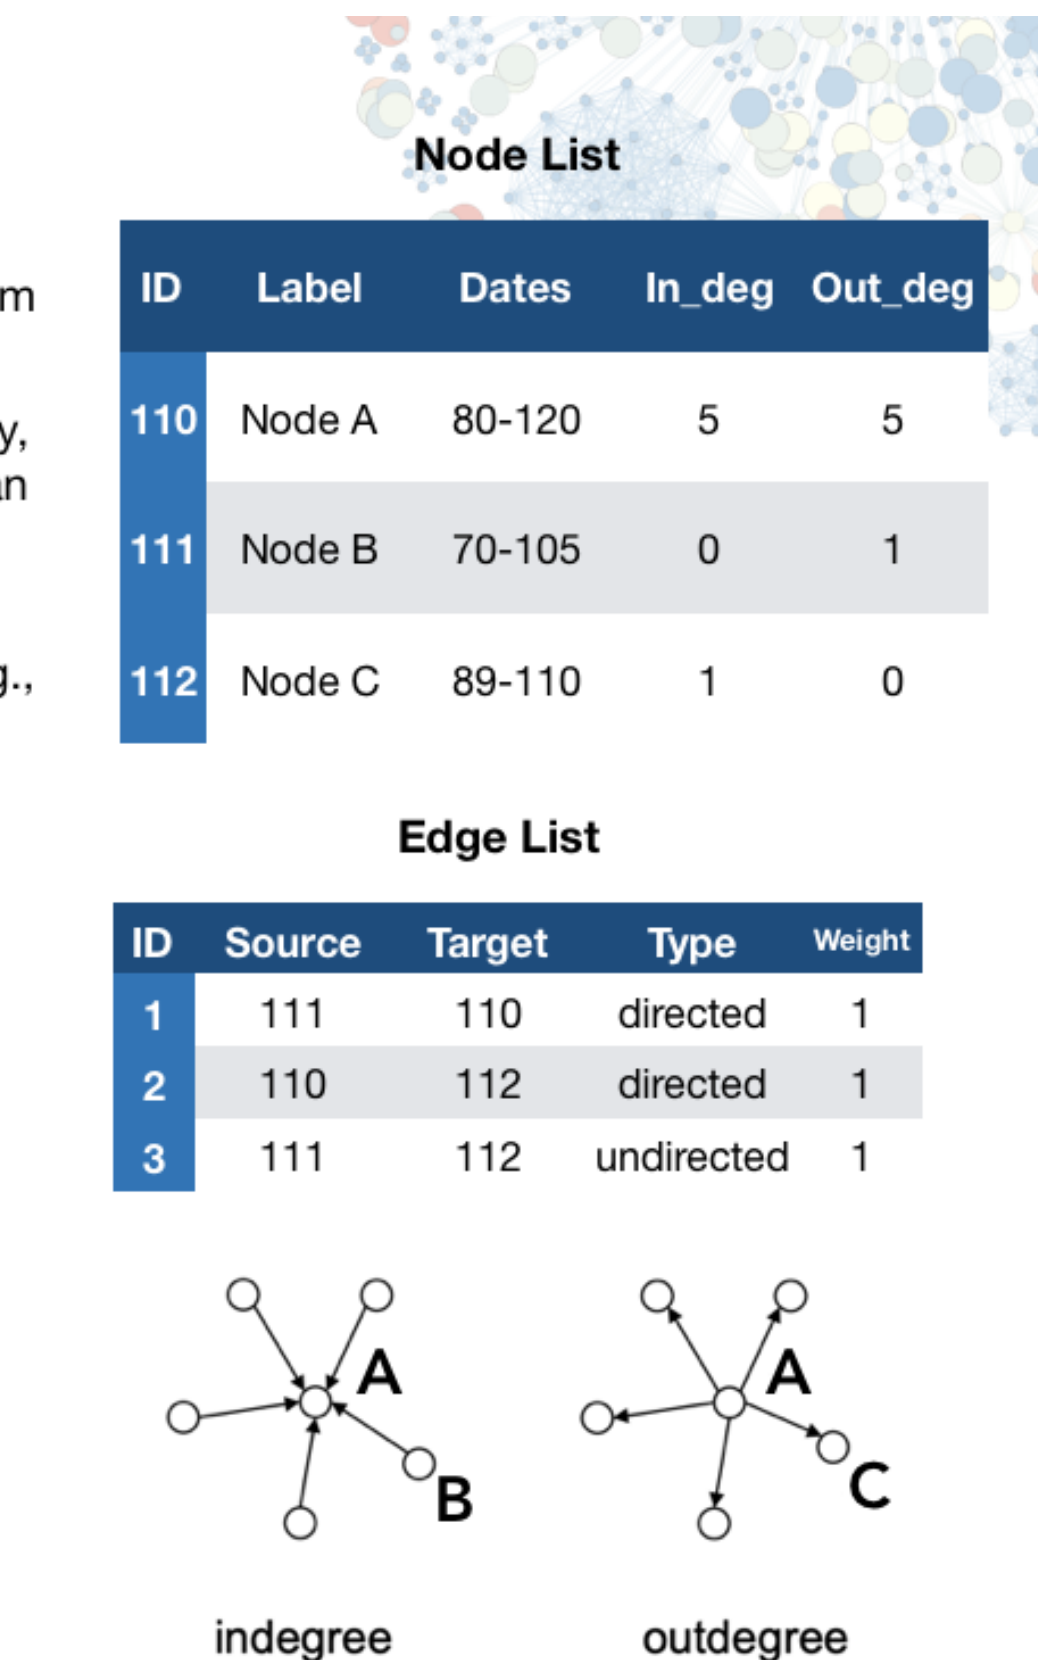 Node List
ID Label Dates In_deg Out_deg
m
110 Node A 80-120 5 5
y,
an
111 Node B 70-105 0 1
g.,
112 Node C 89-110 1 0
Edge List
ID Source Target Type Weight
1 111 110 directed 1
2 110 112 directed 1
3 111 112 undirected 1
A
B
A
C
indegree outdegree